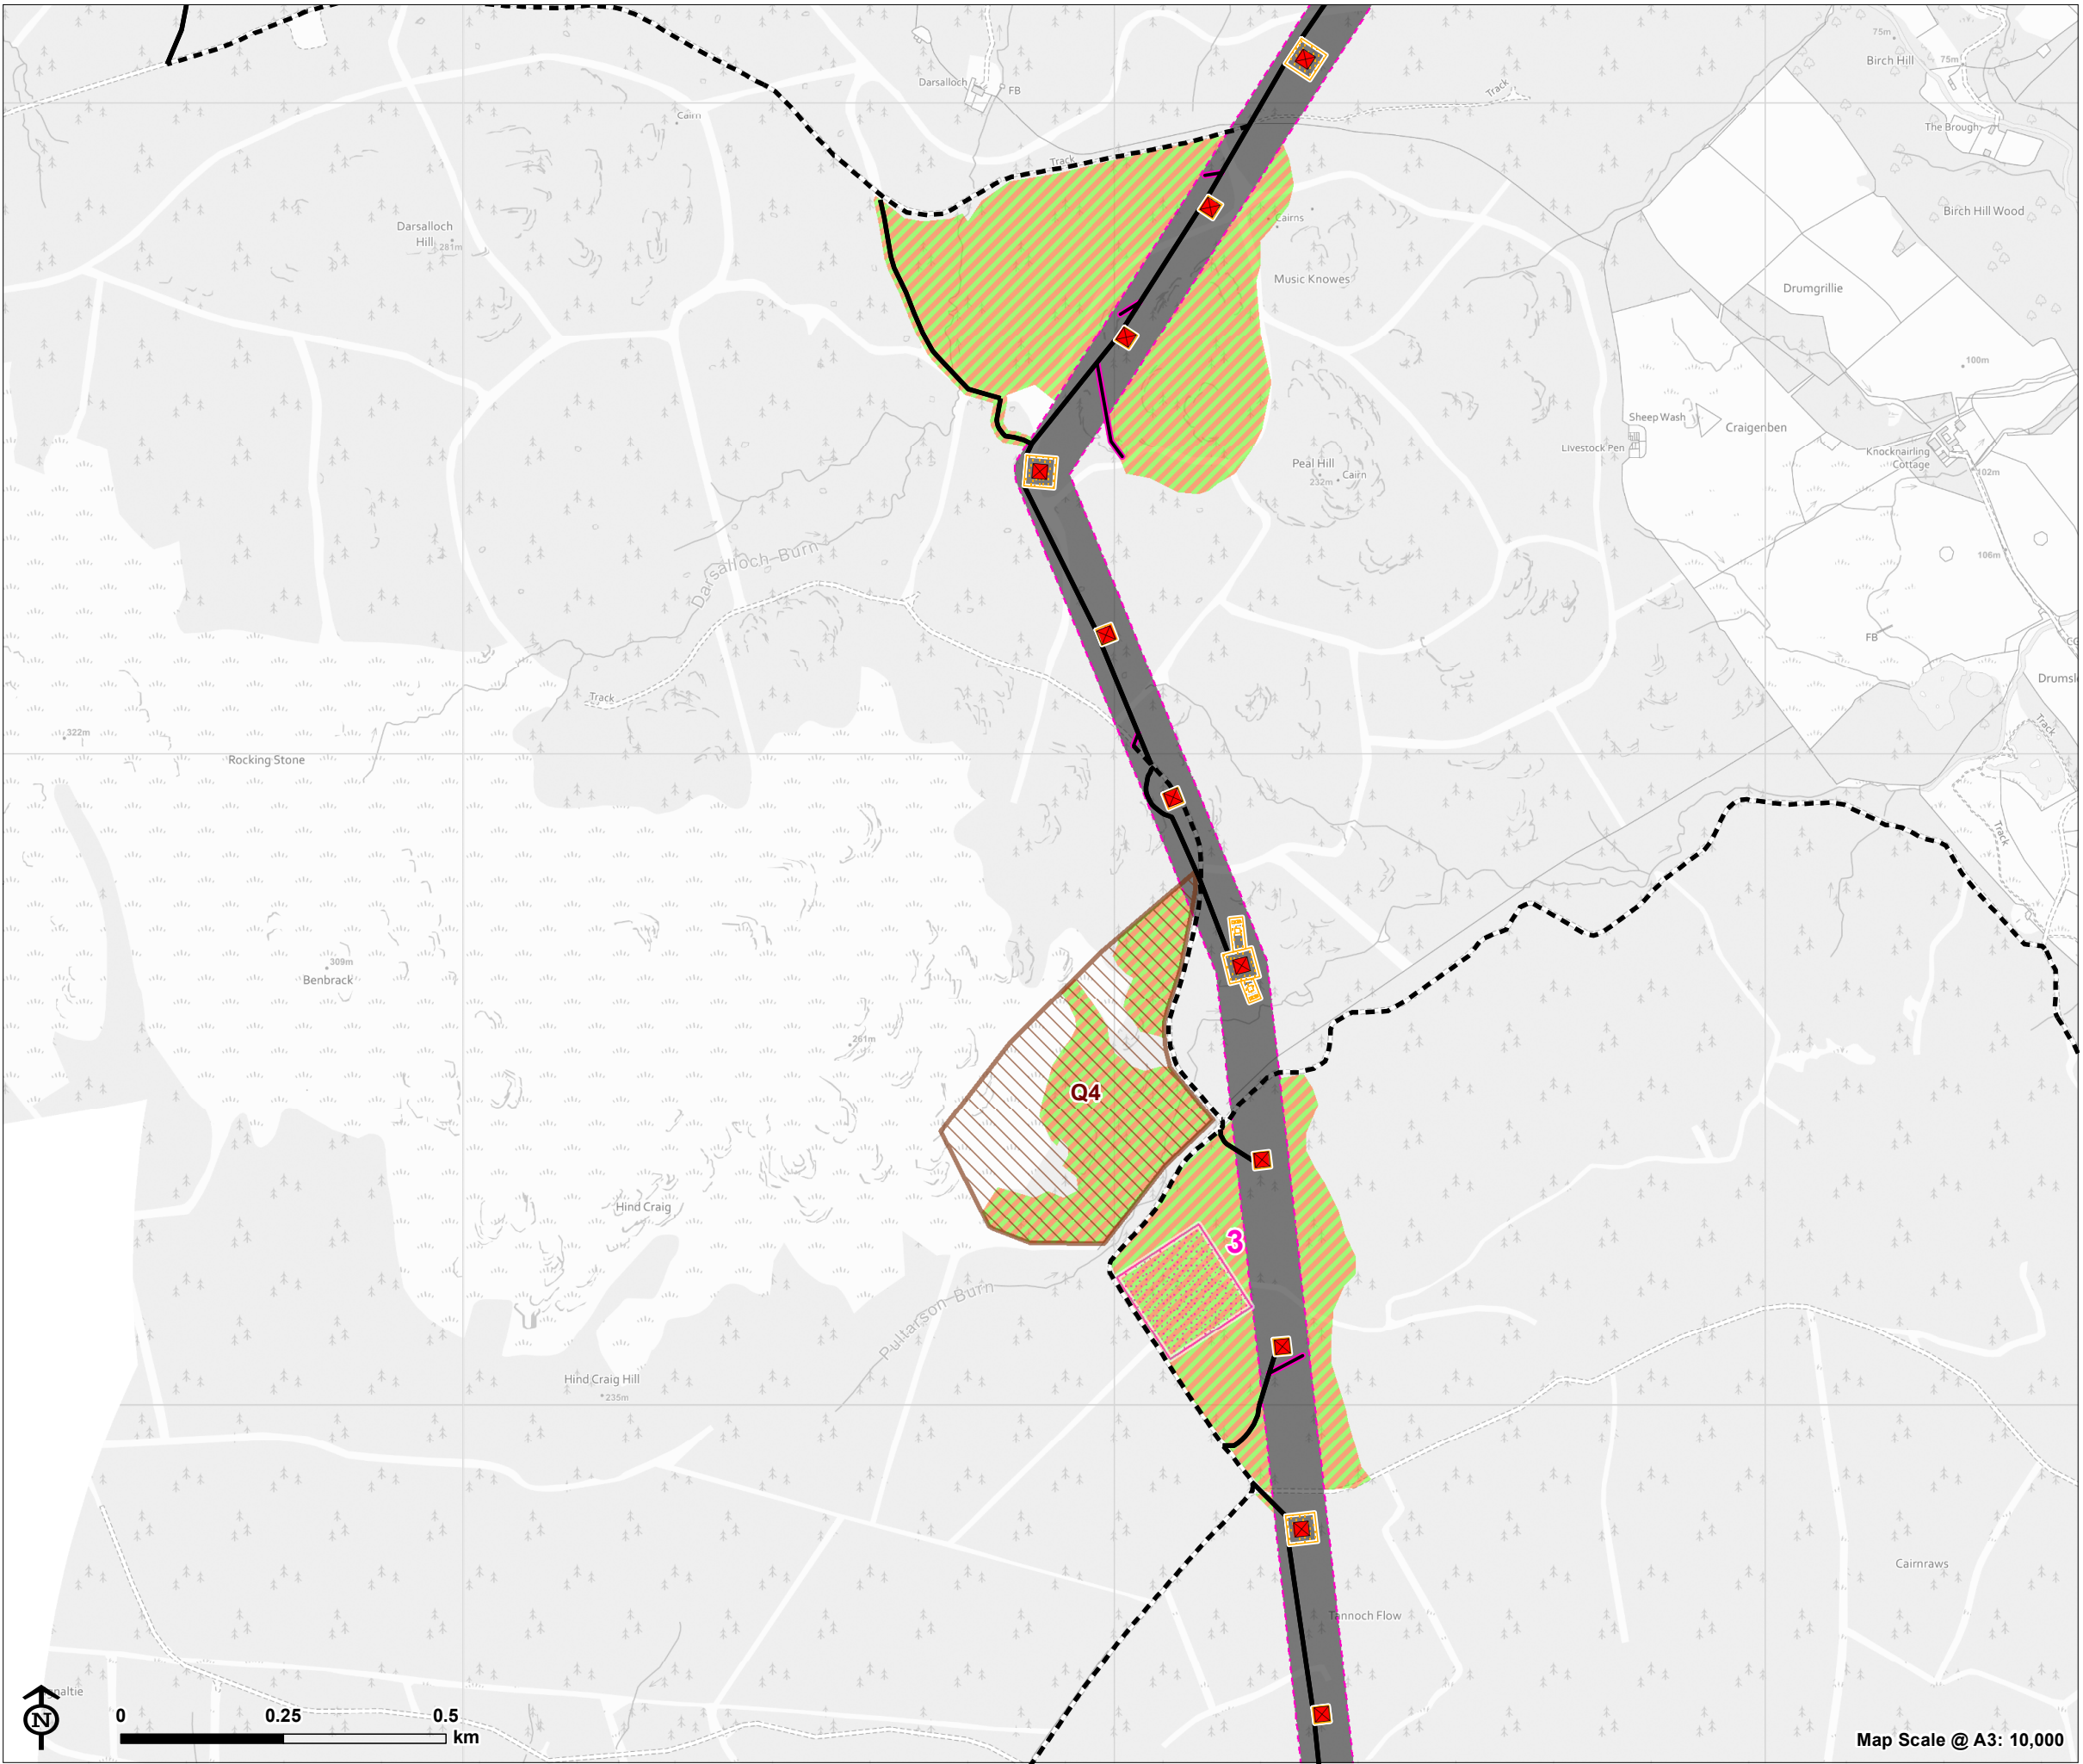 75m
Birch Hill
75m
Darsalloch
FB
Track
Cairn
The Brough
Track
Birch Hill Wood
Cairns
Darsalloch
Hill
281m
Music Knowes
Drumgrillie
100m
Sheep Wash
Craigenben
Livestock Pen
Knocknairling
Cottage
102m
Peal Hill
Cairn
232m
106m
Darsalloch Burn
FB
Track
322m
Rocking Stone
Track
Track
309m
Benbrack
261m
Q4
Hind Craig
3
Pultarson Burn
Hind Craig Hill
235m
Cairnraws
Tannoch Flow
N
0
0.25
0.5
km
Map Scale @ A3: 10,000